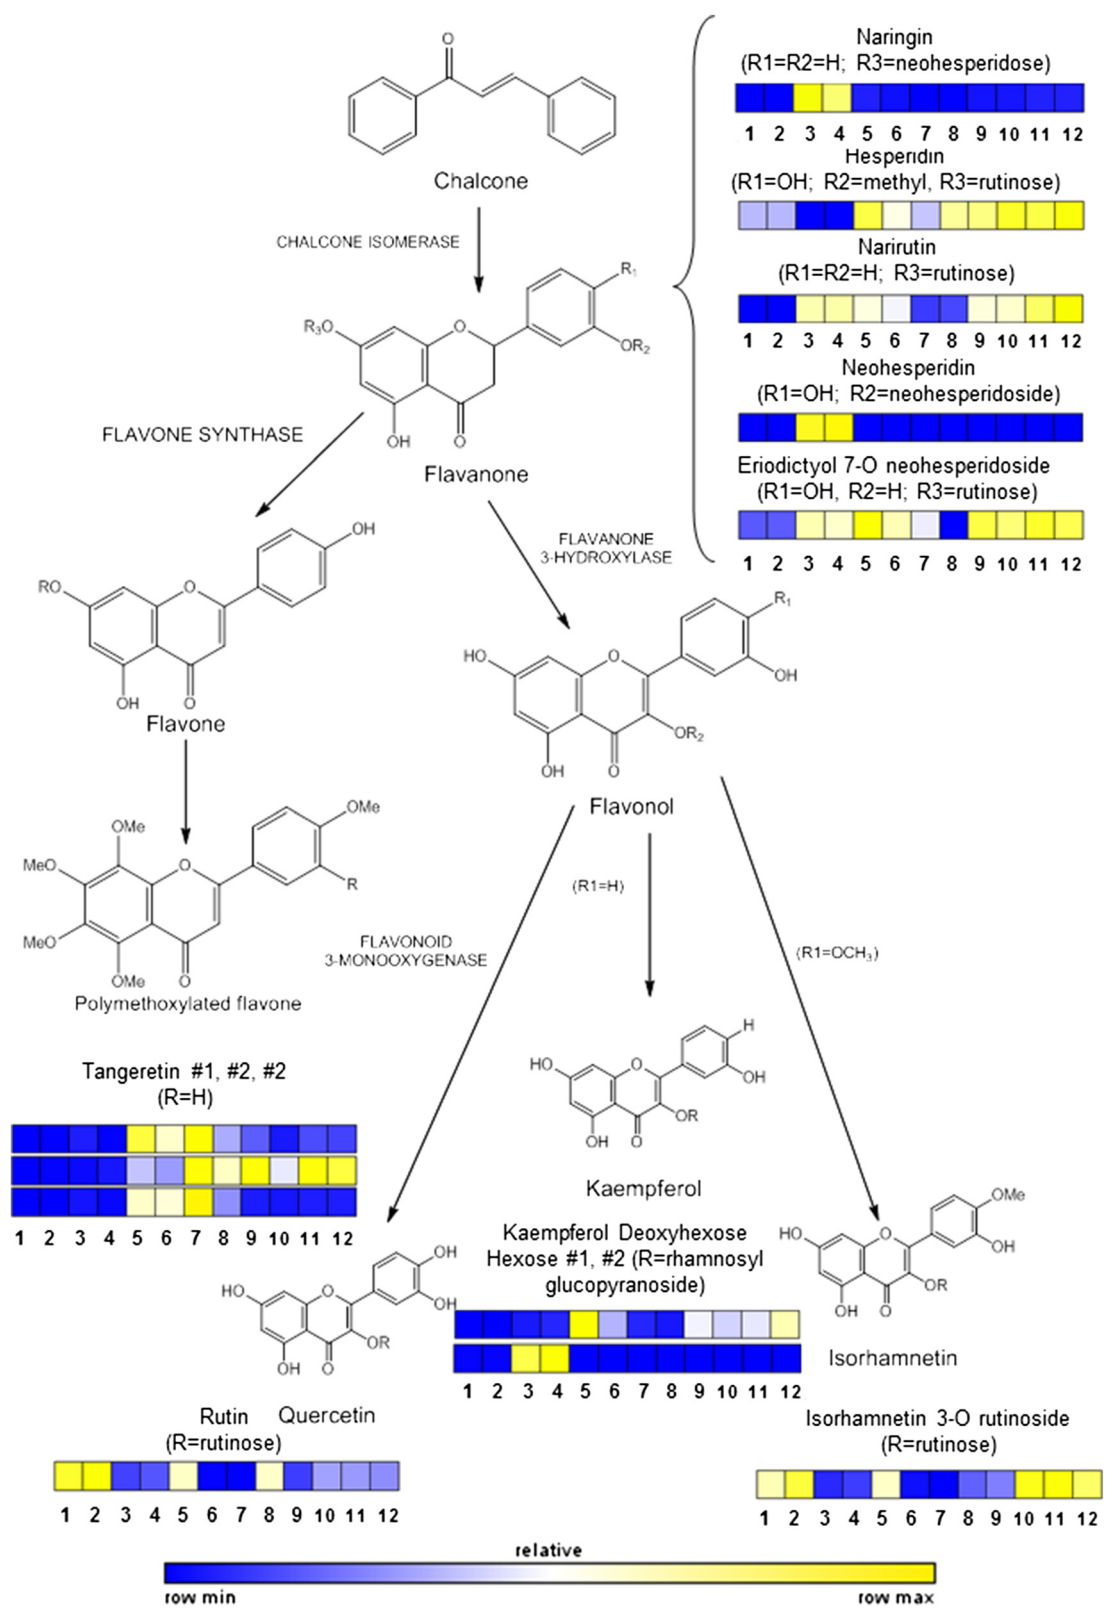 O
Chalcone
CHALCONE ISOMERASE
R₃O
O
R₁
OR₂
OH
O
Flavanone
Naringin
(R1=R2=H; R3=neohesperidose)
1 2 3 4 5 6 7 8 9 10 11 12
Hesperidin
(R1=OH; R2=methyl, R3=rutinose)
Narirutin
(R1=R2=H; R3=rutinose)
1 2 3 4 5 6 7 8 9 10 11 12
Neohesperidin
(R1=OH; R2=neohesperidoside)
Eriodictyol 7-O neohesperidoside
(R1=OH, R2=H; R3=rutinose)
1 2 3 4 5 6 7 8 9 10 11 12
FLAVONE SYNTHASE
FLAVANONE
3-HYDROXYLASE
RO
O
OH
OH
O
Flavone
HO
O
R₁
OH
OR₂
OH
O
Flavonol
OMe
MeO
MeO
OMe
O
OMe
R
O
Polymethoxylated flavone
FLAVONOID
3-MONOOXYGENASE
(R1=H)
(R1=OCH₃)
Tangeretin #1, #2, #2
(R=H)
1 2 3 4 5 6 7 8 9 10 11 12
HO
O
H
OH
OR
OH
O
Kaempferol
Kaempferol Deoxyhexose
Hexose #1, #2 (R=rhamnosyl
glucopyranoside)
1 2 3 4 5 6 7 8 9 10 11 12
HO
O
OH
OH
OR
OH
O
Quercetin
Rutin
(R=rutinose)
1 2 3 4 5 6 7 8 9 10 11 12
HO
O
OMe
OH
OR
OH
O
Isorhamnetin
Isorhamnetin 3-O rutinoside
(R=rutinose)
1 2 3 4 5 6 7 8 9 10 11 12
relative
row min
row max